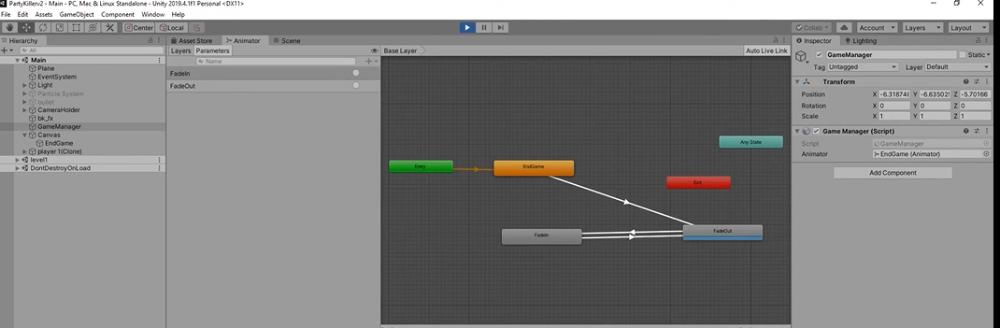 PartyKillerv2 - Main - PC, Mac & Linux Standalone - Unity 2019.4.1f1 Personal <DX11>
File Edit Assets GameObject Component Window Help
Center Local Collab Account Layers Layout
Hierarchy
All
Main
Plane
EventSystem
Light
Particle System
bullet
CameraHolder
bk_fx
GameManager
Canvas
EndGame
player 1(Clone)
level1
DontDestroyOnLoad
Asset Store Animator Scene
Layers Parameters
Name
FadeIn
FadeOut
Base Layer Auto Live Link
Any State
Entry
EndGame
Exit
FadeIn
FadeOut
Inspector Lighting
GameManager Static
Tag Untagged Layer Default
Transform
Position X -6.31874 Y -6.63502 Z -5.70166
Rotation X 0 Y 0 Z 0
Scale X 1 Y 1 Z 1
Game Manager (Script)
Script GameManager
Animator EndGame (Animator)
Add Component